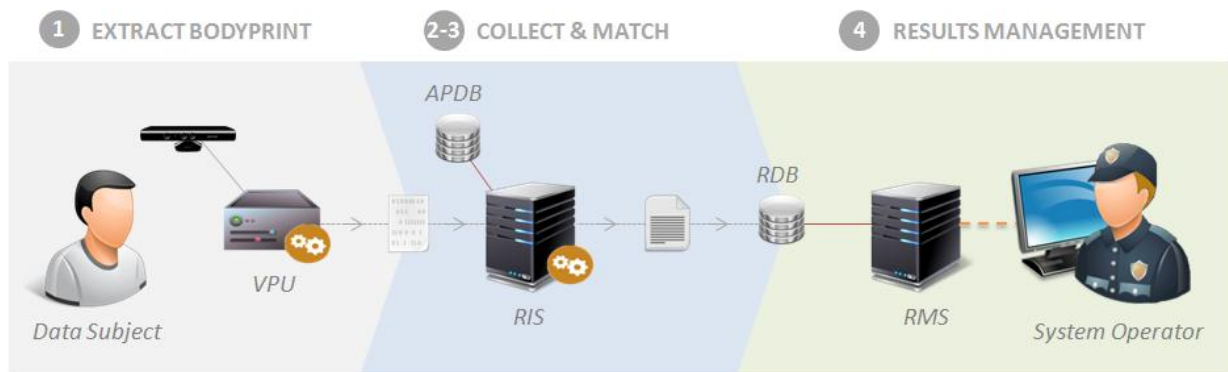 1 EXTRACT BODYPRINT
2-3 COLLECT & MATCH
4 RESULTS MANAGEMENT
APDB
RDB
VPU
RIS
RMS
Data Subject
System Operator